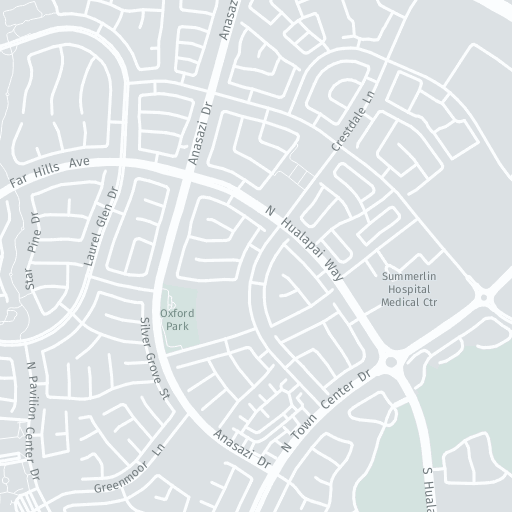 Anasazi
Anasazi Dr
Crestdale Ln
Far Hills Ave
Laurel Glen Dr
Star Pine Dr
N Hualapai Way
Summerlin
Hospital
Medical Ctr
Oxford
Park
Silver Grove St
N Pavilion Center Dr
N Town Center Dr
Anasazi Dr
Greenmoor Ln
S Huala